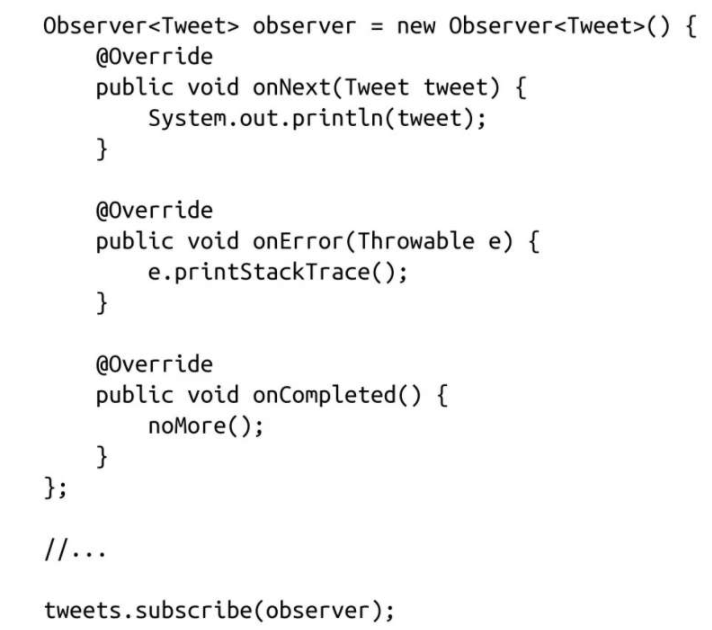 Observer<Tweet> observer = new Observer<Tweet>() {
    @Override
    public void onNext(Tweet tweet) {
        System.out.println(tweet);
    }

    @Override
    public void onError(Throwable e) {
        e.printStackTrace();
    }

    @Override
    public void onCompleted() {
        noMore();
    }
};

//...

tweets.subscribe(observer);